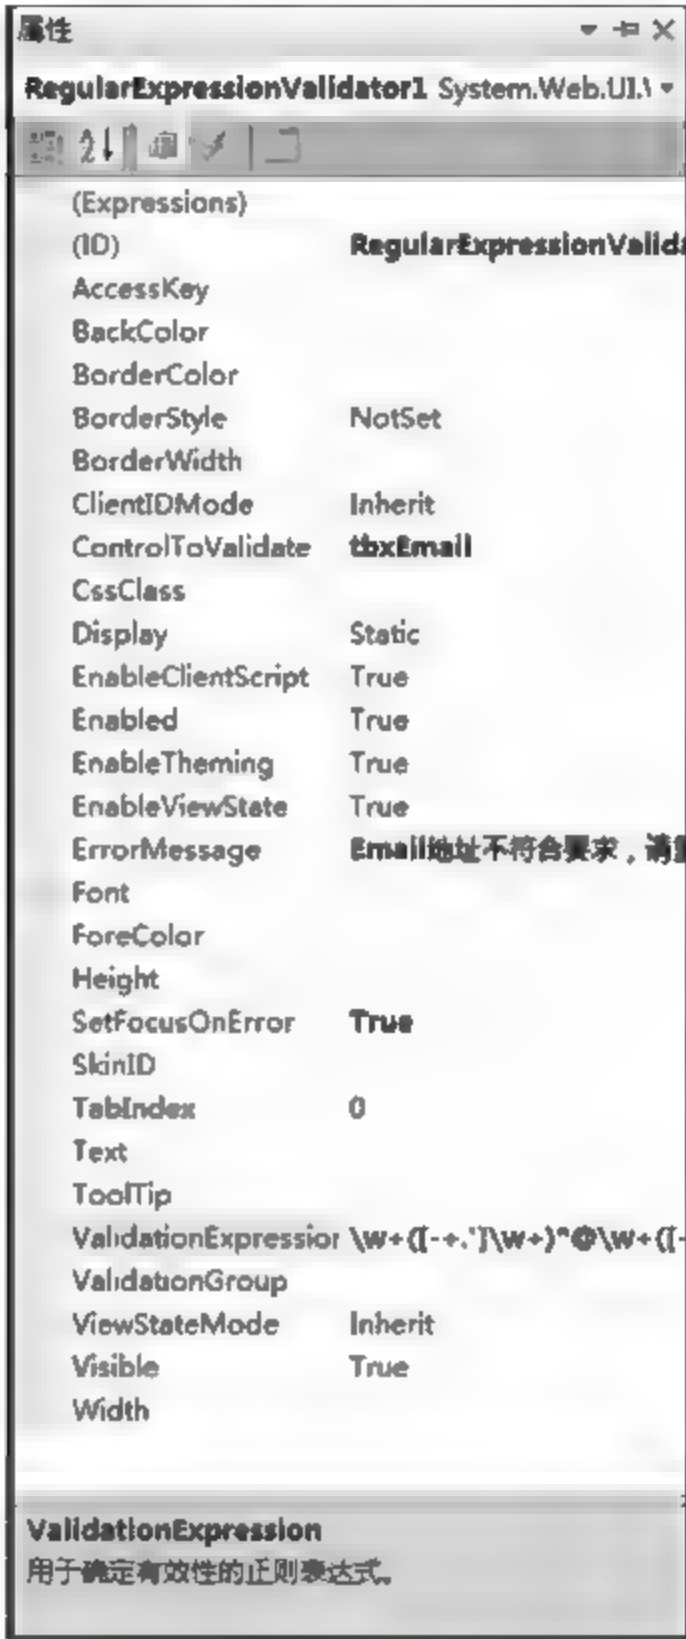 属性
RegularExpressionValidator1 System.Web.UI.\
(Expressions)
(ID) RegularExpressionValida
AccessKey
BackColor
BorderColor
BorderStyle NotSet
BorderWidth
ClientIDMode Inherit
ControlToValidate tbxEmail
CssClass
Display Static
EnableClientScript True
Enabled True
EnableTheming True
EnableViewState True
ErrorMessage Email地址不符合要求，请重
Font
ForeColor
Height
SetFocusOnError True
SkinID
TabIndex 0
Text
ToolTip
ValidationExpression \w+([-+.']\w+)*@\w+([-
ValidationGroup
ViewStateMode Inherit
Visible True
Width
ValidationExpression
用于确定有效性的正则表达式。